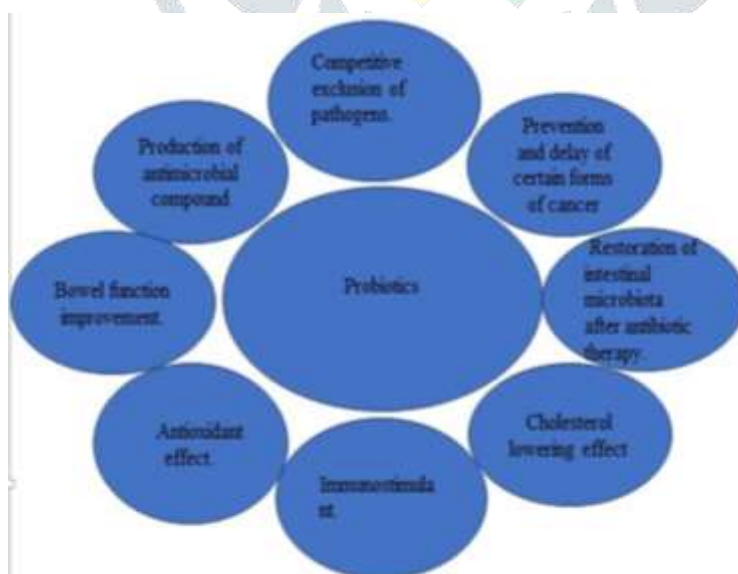 Competitive
exclusion of
pathogens.
Prevention
and delay of
certain forms
of cancer
Restoration of
intestinal
microbiota
after antibiotic
therapy.
Cholesterol
lowering effect
Immunostimula
nt.
Antioxidant
effect.
Bowel function
improvement.
Production of
antimicrobial
compound
Probiotics